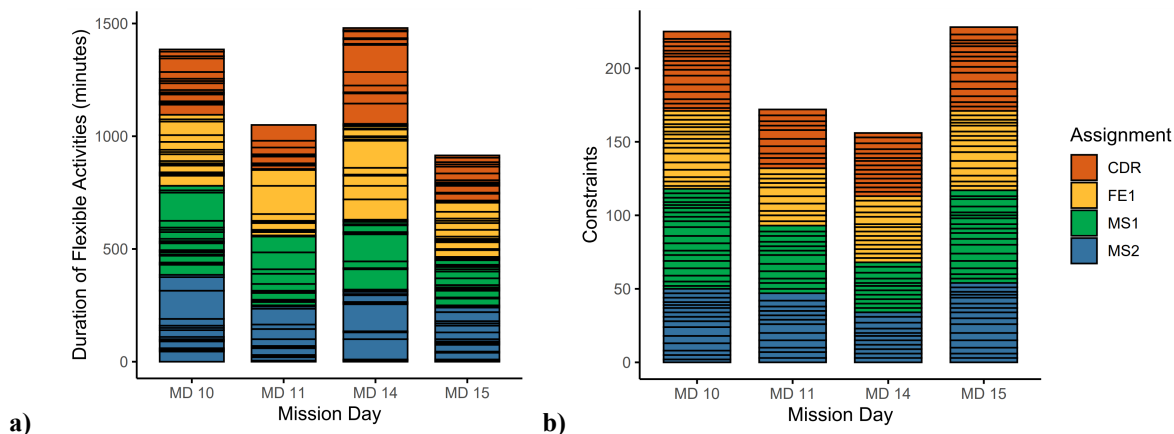 Duration of Flexible Activities (minutes)
1500
1000
500
0
MD 10 MD 11 MD 14 MD 15
Mission Day
a)
Constraints
200
150
100
50
0
MD 10 MD 11 MD 14 MD 15
Mission Day
b)
Assignment
CDR
FE1
MS1
MS2